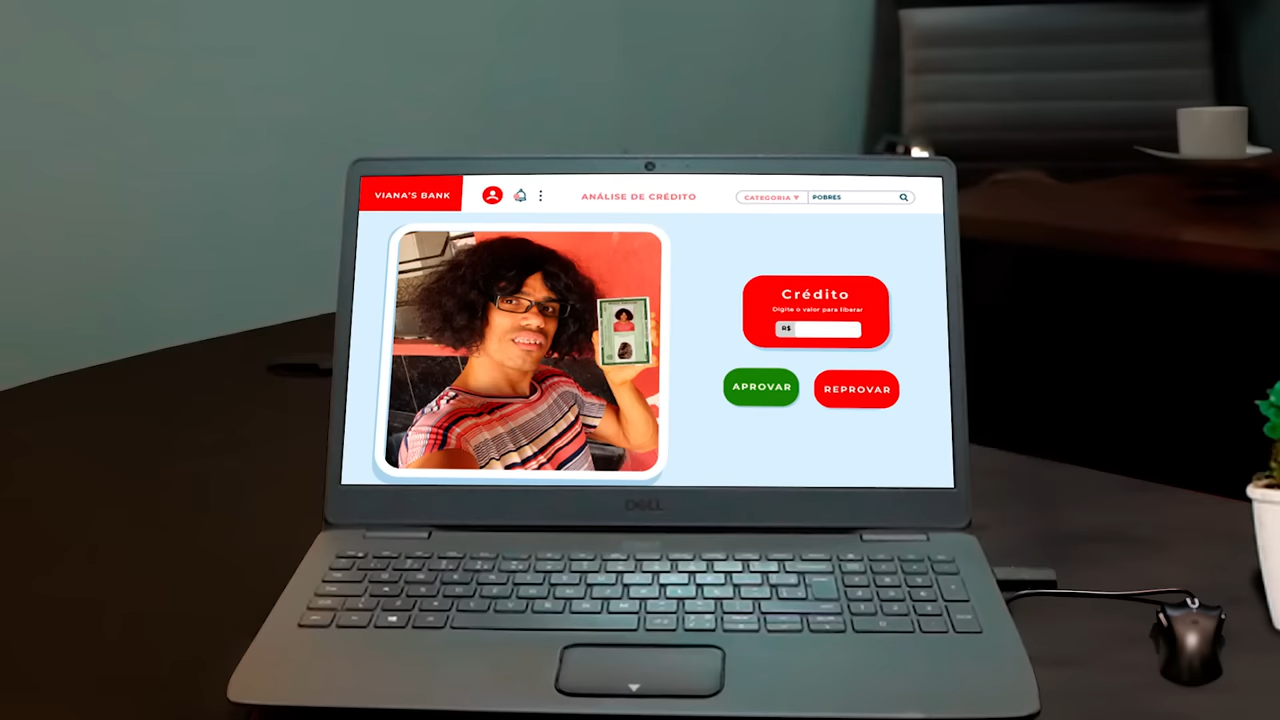 VIANA'S BANK
ANÁLISE DE CRÉDITO
CATEGORIA
POBRES
Crédito
Digite o valor para liberar
R$
APROVAR
REPROVAR
DELL